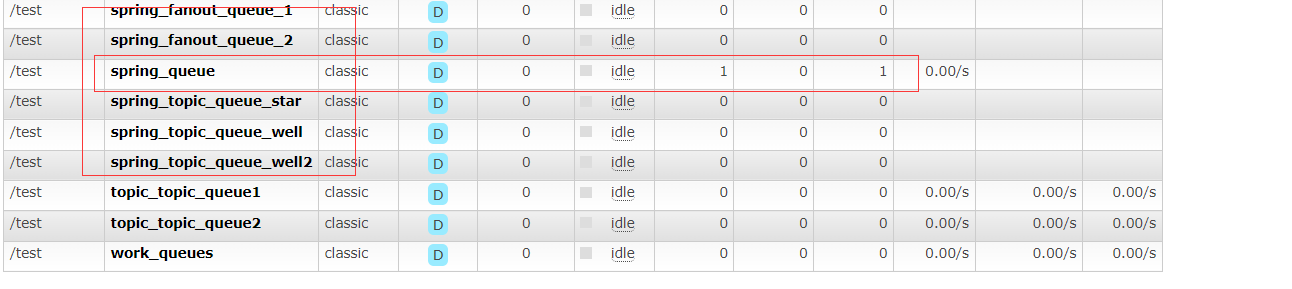 /test spring_fanout_queue_1 classic D 0 idle 0 0 0
/test spring_fanout_queue_2 classic D 0 idle 0 0 0
/test spring_queue classic D 0 idle 1 0 1 0.00/s
/test spring_topic_queue_star classic D 0 idle 0 0 0
/test spring_topic_queue_well classic D 0 idle 0 0 0
/test spring_topic_queue_well2 classic D 0 idle 0 0 0
/test topic_topic_queue1 classic D 0 idle 0 0 0 0.00/s 0.00/s 0.00/s
/test topic_topic_queue2 classic D 0 idle 0 0 0 0.00/s 0.00/s 0.00/s
/test work_queues classic D 0 idle 0 0 0 0.00/s 0.00/s 0.00/s